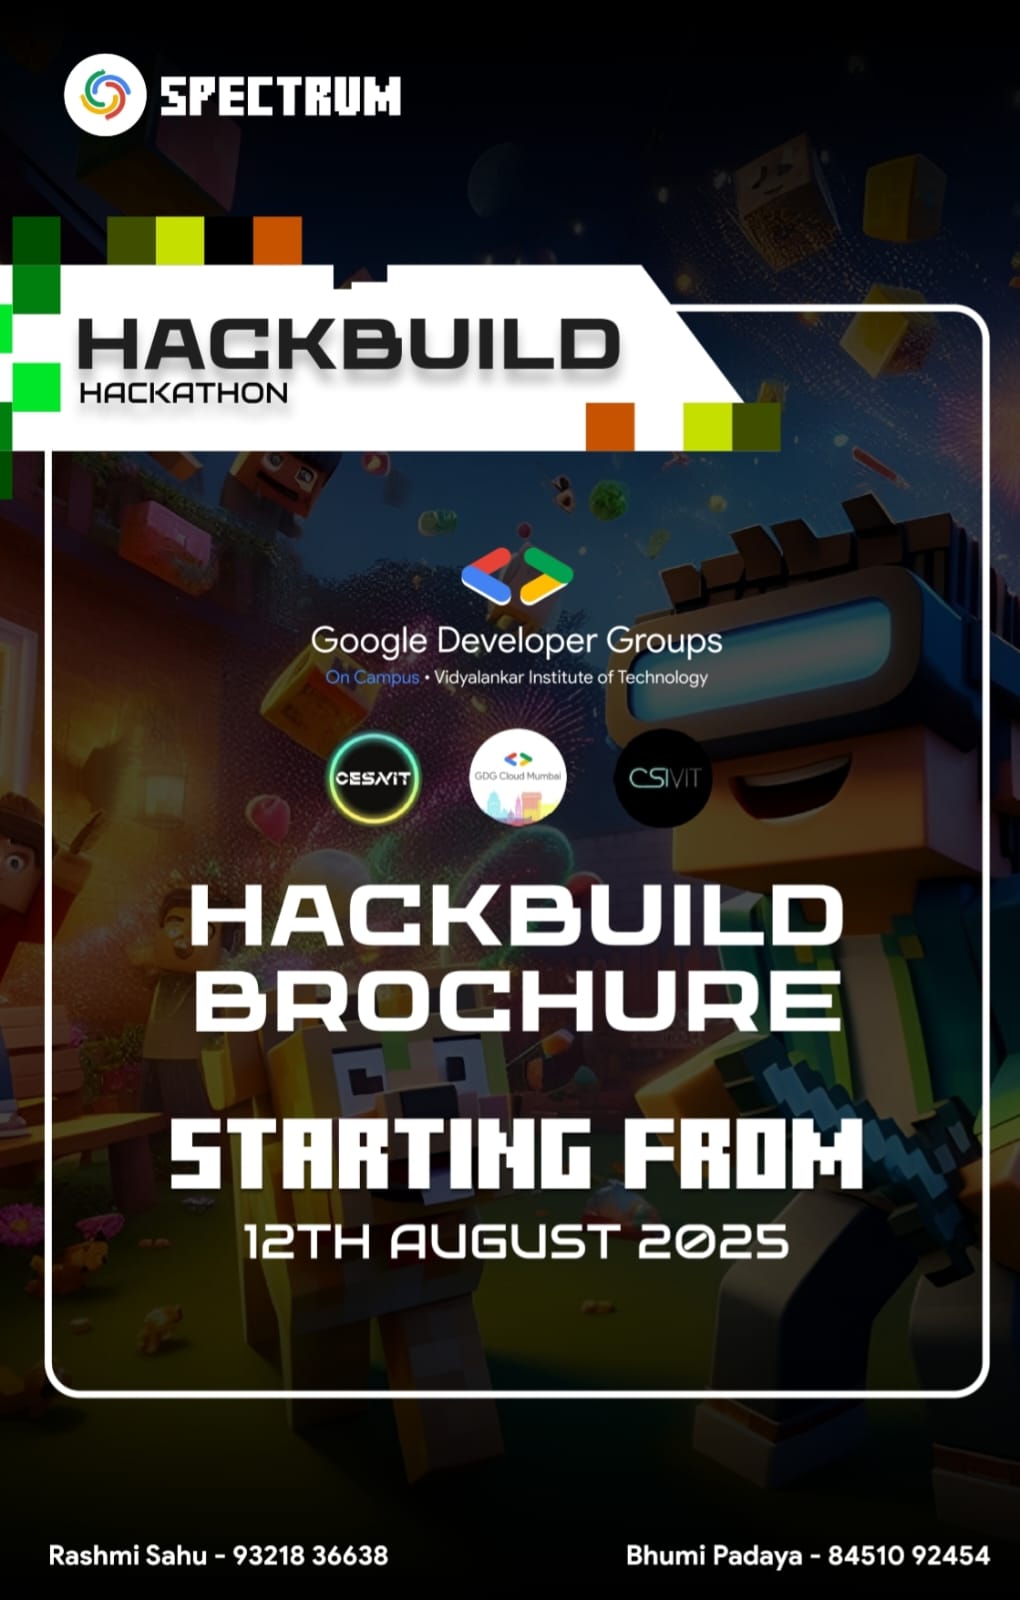 SPECTRUM
HACKBUILD
HACKATHON
Google Developer Groups
On Campus • Vidyalankar Institute of Technology
CESAVIT
GDG Cloud Mumbai
CSIVIT
HACKBUILD
BROCHURE
STARTING FROM
12TH AUGUST 2025
Rashmi Sahu - 93218 36638
Bhumi Padaya - 84510 92454